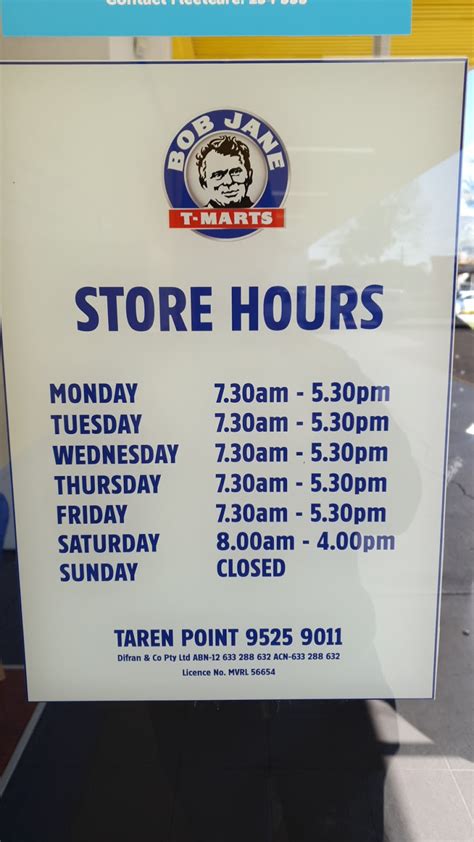 BOB JANE
T-MARTS
STORE HOURS
MONDAY 7.30am - 5.30pm
TUESDAY 7.30am - 5.30pm
WEDNESDAY 7.30am - 5.30pm
THURSDAY 7.30am - 5.30pm
FRIDAY 7.30am - 5.30pm
SATURDAY 8.00am - 4.00pm
SUNDAY CLOSED
TAREN POINT 9525 9011
Difran & Co Pty Ltd ABN-12 633 288 632 ACN-633 288 632
Licence No. MVRL 56654